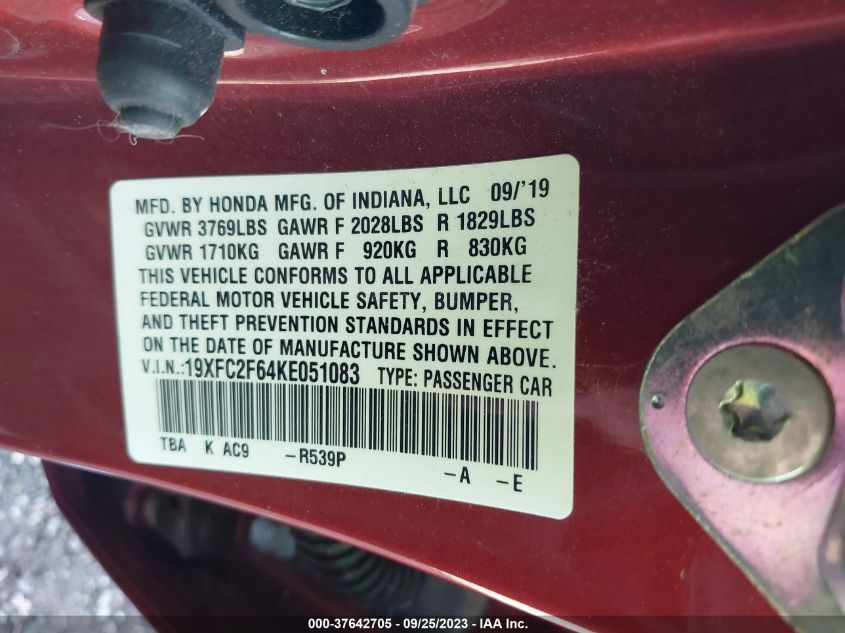 MFD. BY HONDA MFG. OF INDIANA, LLC 09/'19
GVWR 3769LBS GAWR F 2028LBS R 1829LBS
GVWR 1710KG GAWR F 920KG R 830KG
THIS VEHICLE CONFORMS TO ALL APPLICABLE
FEDERAL MOTOR VEHICLE SAFETY, BUMPER,
AND THEFT PREVENTION STANDARDS IN EFFECT
ON THE DATE OF MANUFACTURE SHOWN ABOVE.
V.I.N.:19XFC2F64KE051083 TYPE: PASSENGER CAR
TBA K AC9 -R539P -A -E
000-37642705 - 09/25/2023 - IAA Inc.